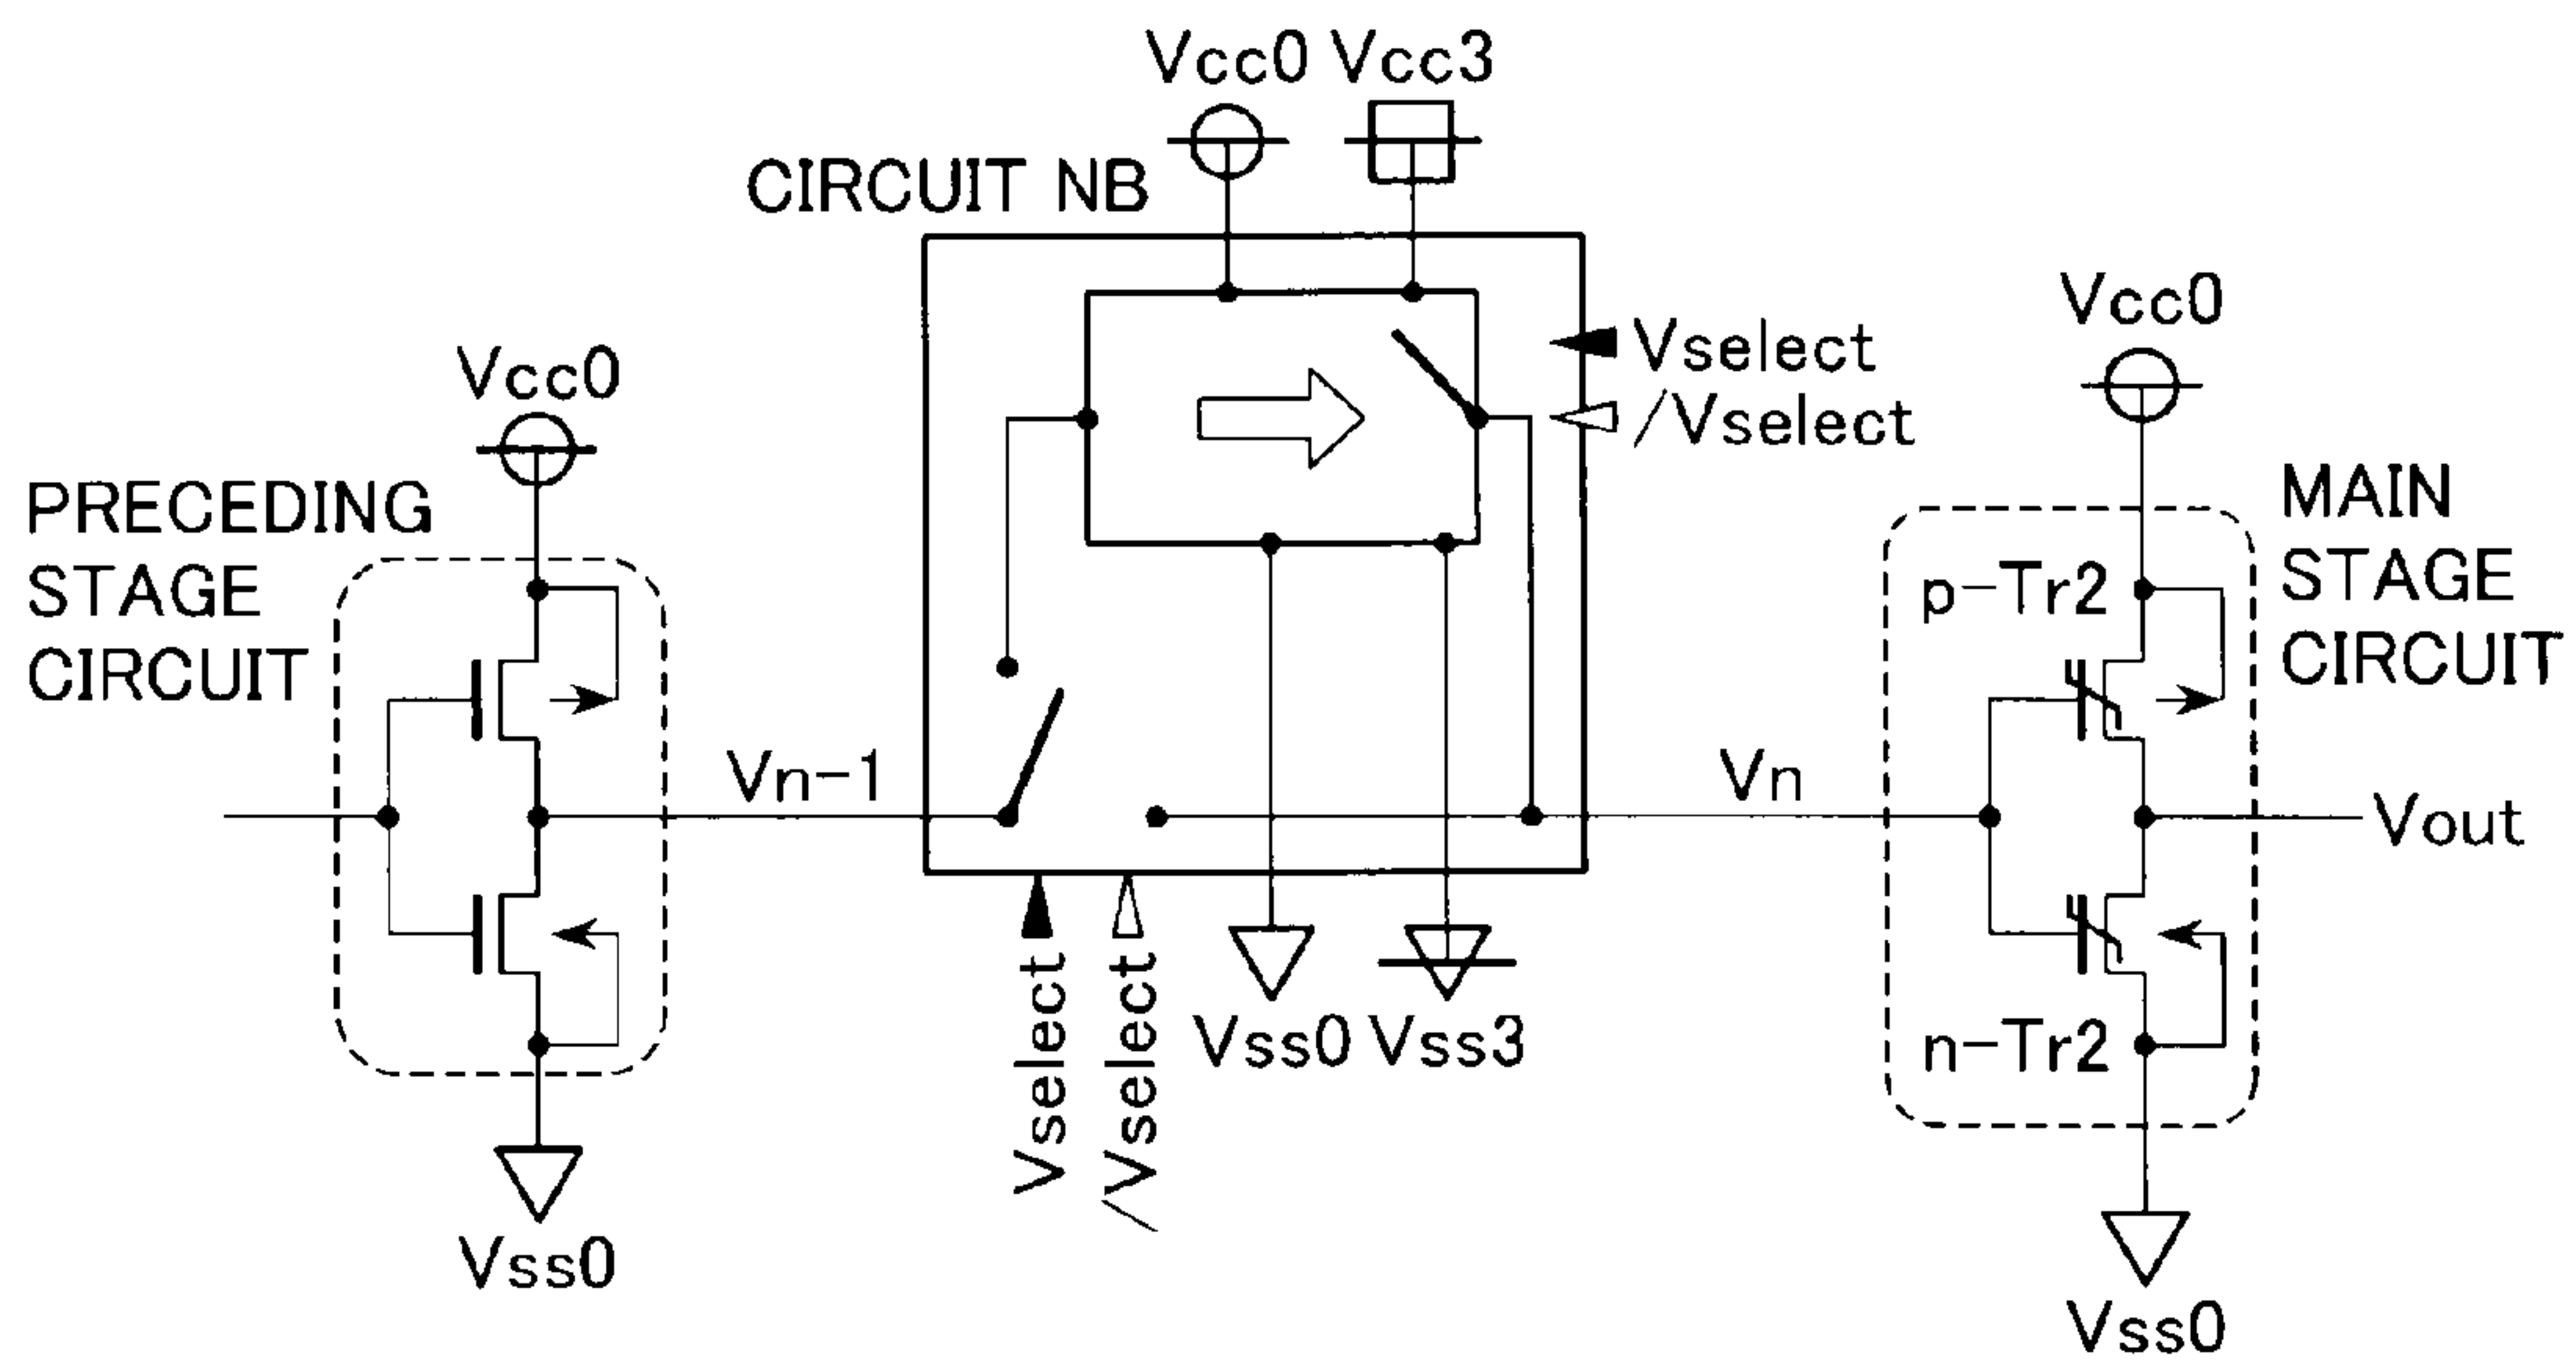 Vcc0 Vcc3
CIRCUIT NB
Vselect
/Vselect
Vcc0
Vcc0
PRECEDING
STAGE
CIRCUIT
MAIN
STAGE
CIRCUIT
p-Tr2
Vn-1
Vn
Vout
Vselect
/Vselect
Vss0 Vss3
n-Tr2
Vss0
Vss0